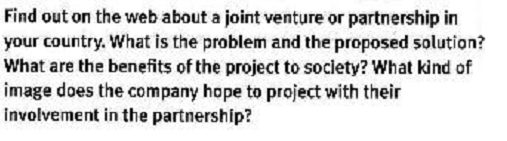 Find out on the web about a joint venture or partnership in
your country. What is the problem and the proposed solution?
What are the benefits of the project to society? What kind of
image does the company hope to project with their
involvement in the partnership?